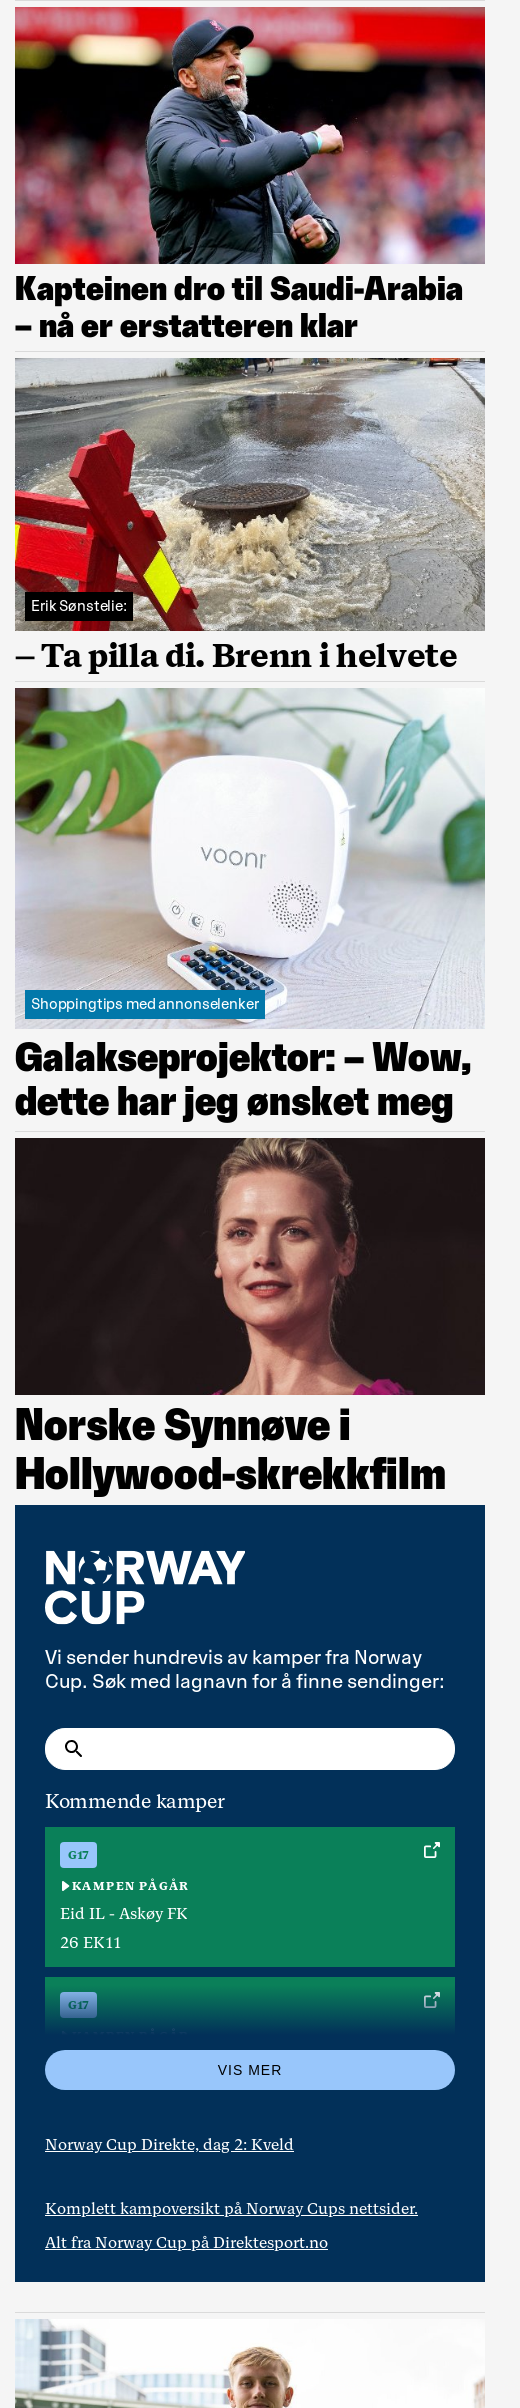 Kapteinen dro til Saudi-Arabia
– nå er erstatteren klar
Erik Sønstelie:
– Ta pilla di. Brenn i helvete
voonr
Shoppingtips med annonselenker
Galakseprojektor: – Wow,
dette har jeg ønsket meg
Norske Synnøve i
Hollywood-skrekkfilm
NORWAY
CUP
Vi sender hundrevis av kamper fra Norway
Cup. Søk med lagnavn for å finne sendinger:
Kommende kamper
G17
KAMPEN PÅGÅR
Eid IL - Askøy FK
26 EK11
G17
VIS MER
Norway Cup Direkte, dag 2: Kveld
Komplett kampoversikt på Norway Cups nettsider.
Alt fra Norway Cup på Direktesport.no